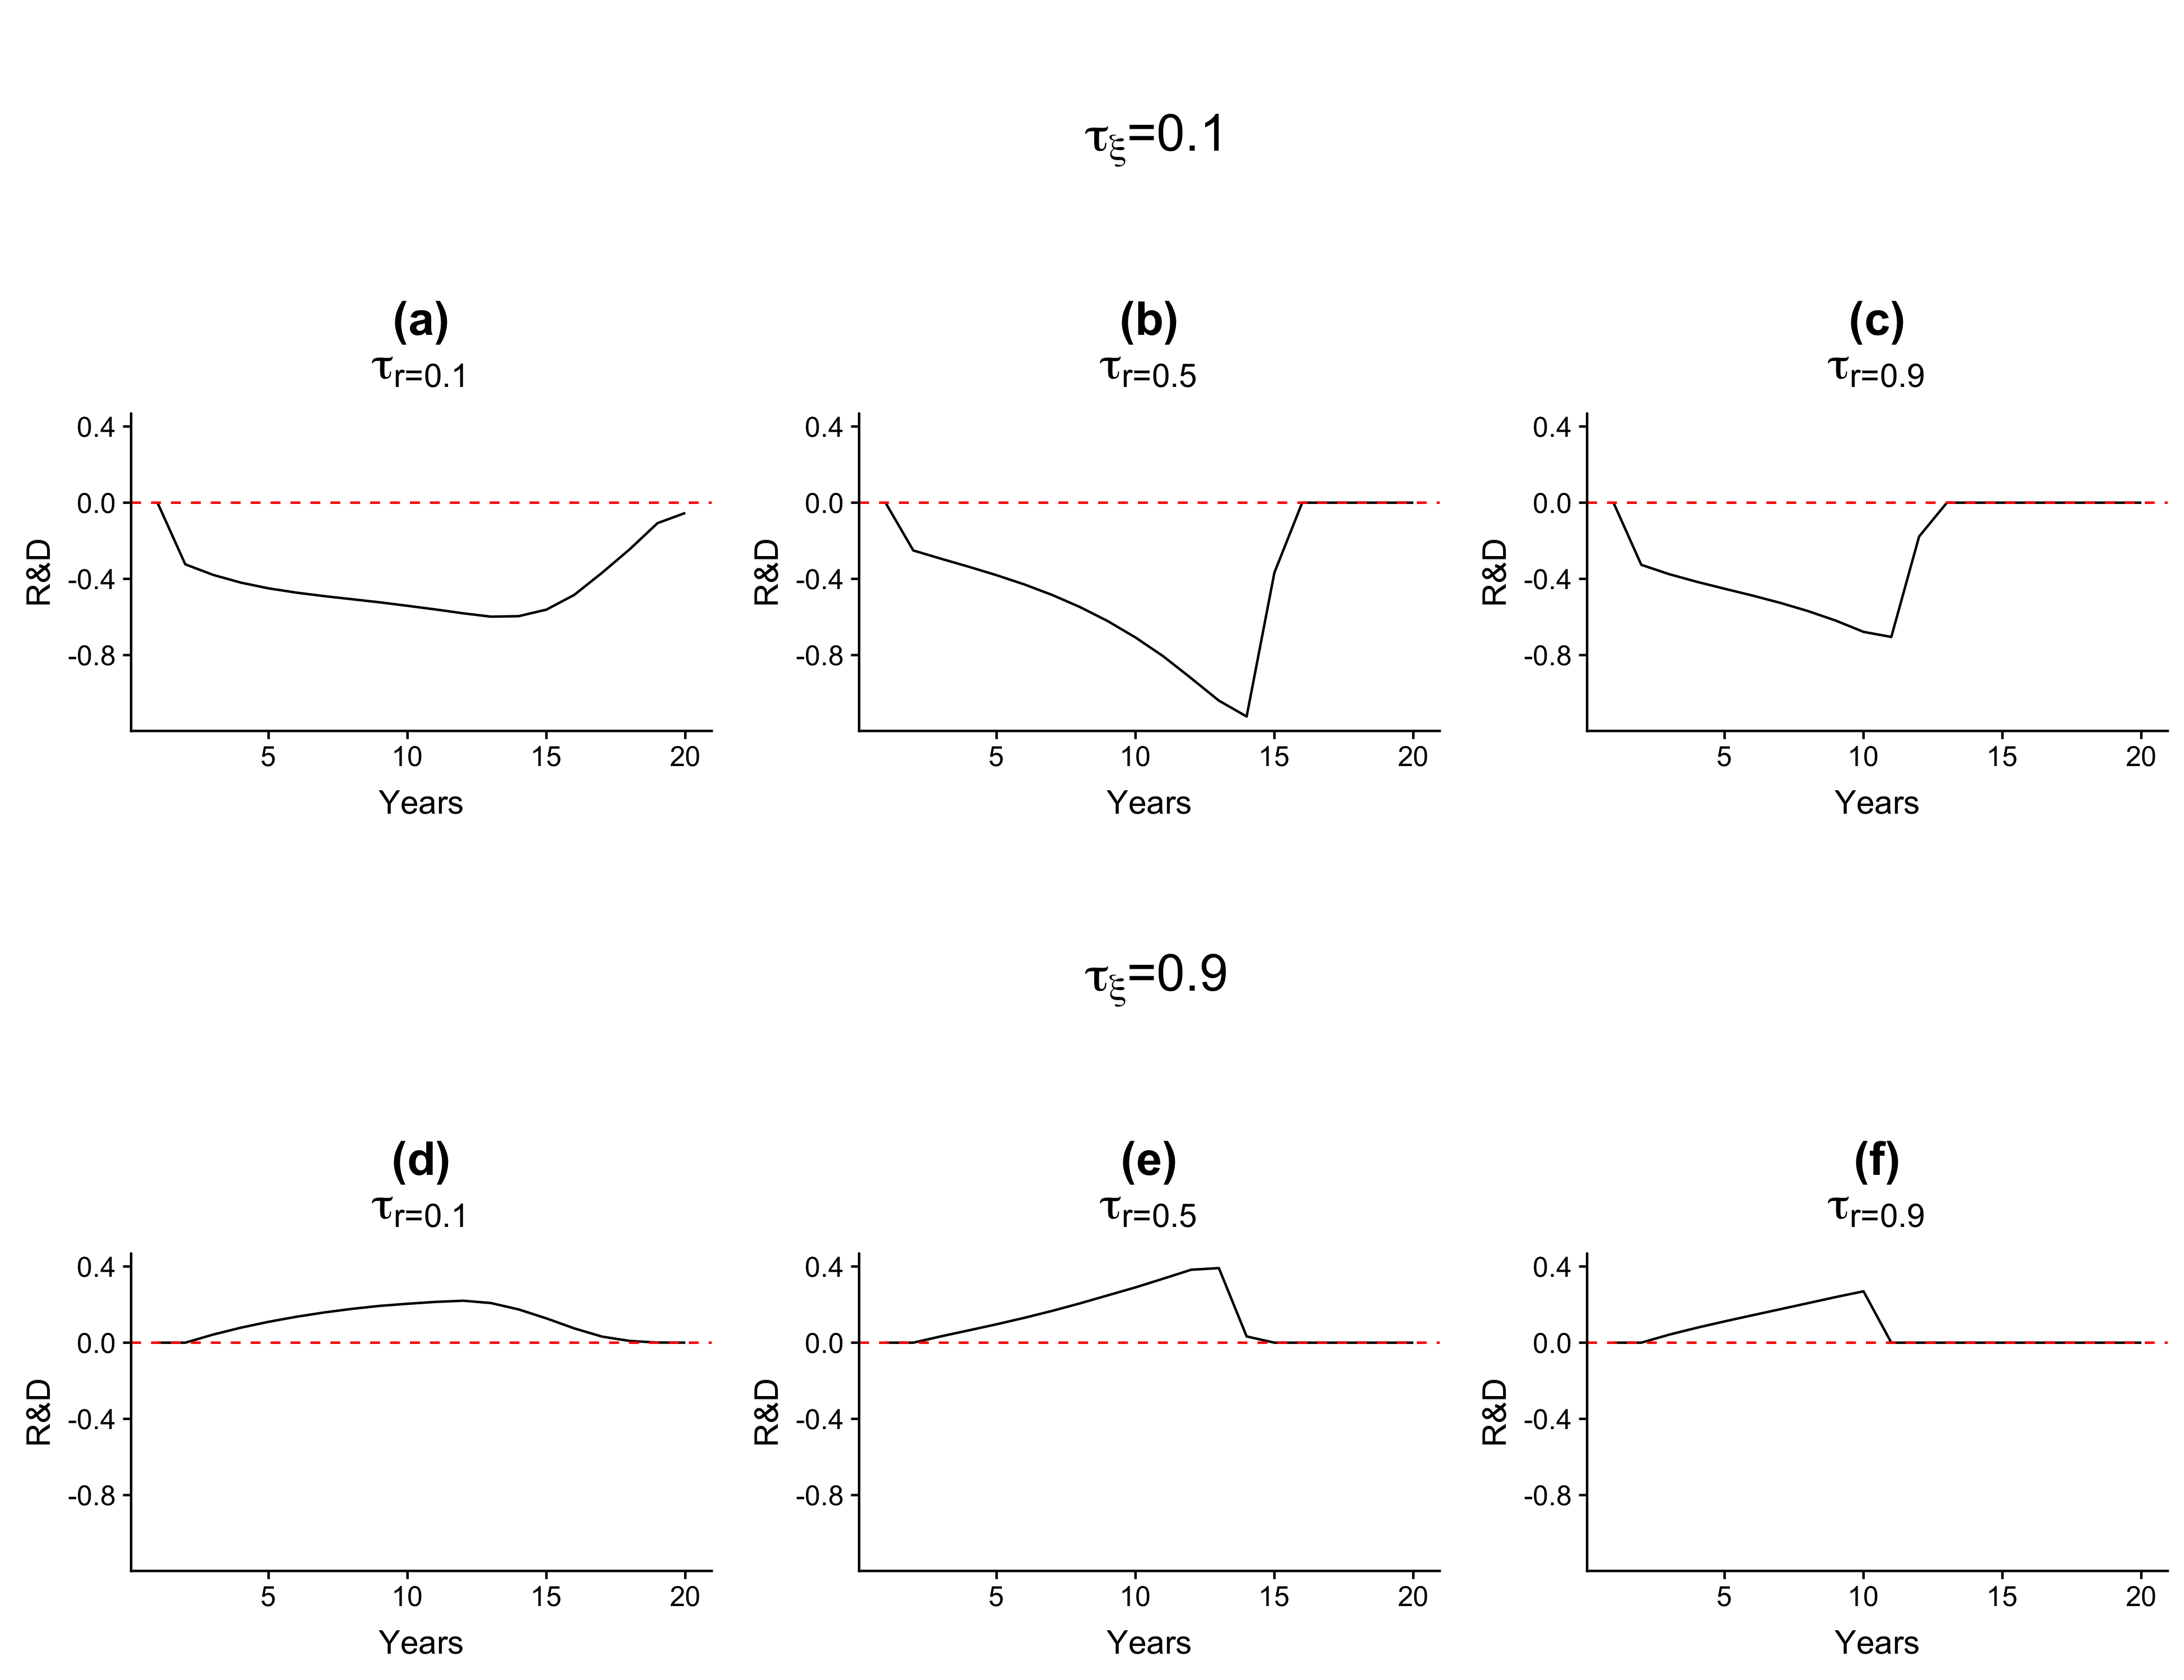 τξ=0.1
(a) (b) (c)
τr=0.1 τr=0.5 τr=0.9
0.4 0.4 0.4
0.0 0.0 0.0
-0.4 -0.4 -0.4
-0.8 -0.8 -0.8
R&D R&D R&D
5 10 15 20 5 10 15 20 5 10 15 20
Years Years Years
τξ=0.9
(d) (e) (f)
τr=0.1 τr=0.5 τr=0.9
0.4 0.4 0.4
0.0 0.0 0.0
-0.4 -0.4 -0.4
-0.8 -0.8 -0.8
R&D R&D R&D
5 10 15 20 5 10 15 20 5 10 15 20
Years Years Years